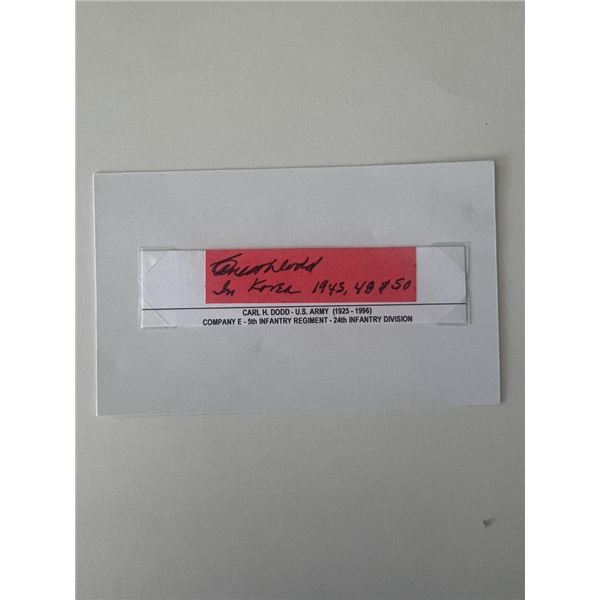 Carl H Dodd
In Korea 1945, 48 & 50
CARL H. DODD - U.S. ARMY (1925 - 1996)
COMPANY E - 5th INFANTRY REGIMENT - 24th INFANTRY DIVISION